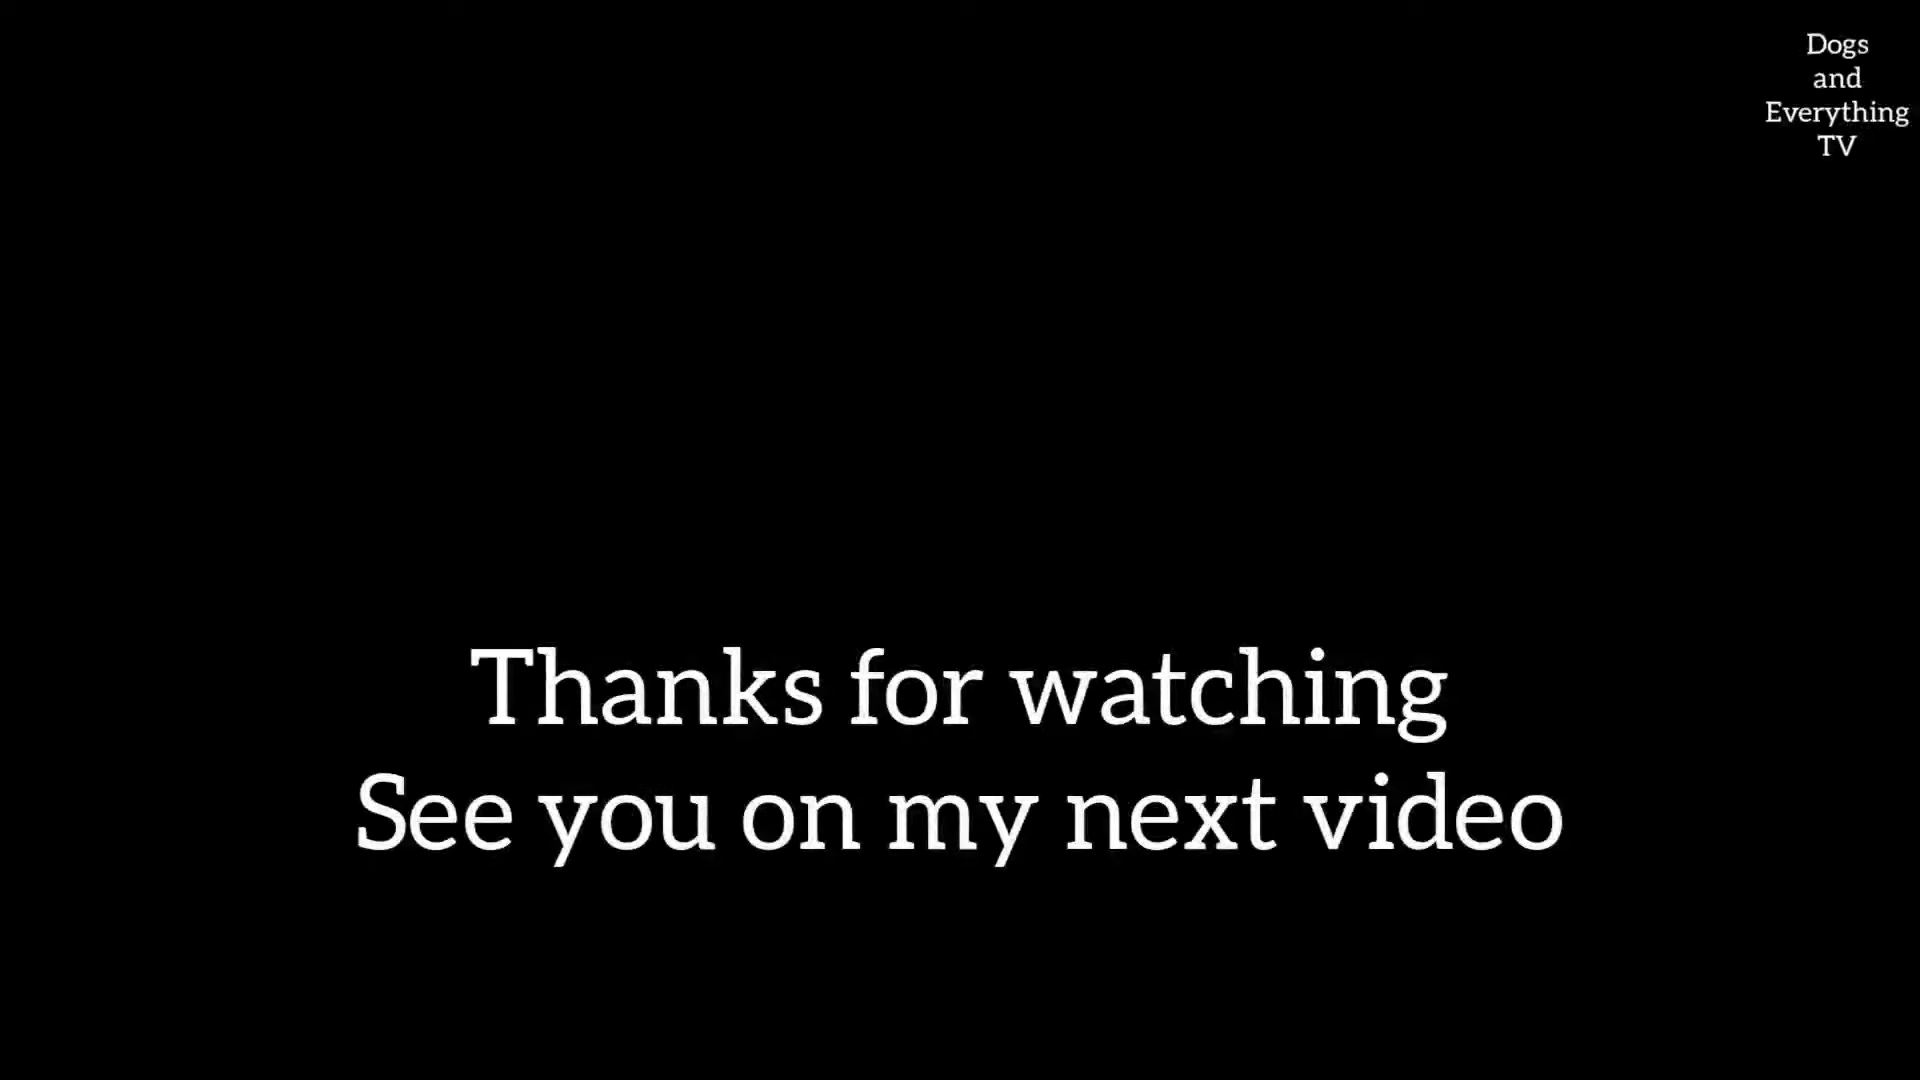 Dogs
and
Everything
TV
Thanks for watching
See you on my next video